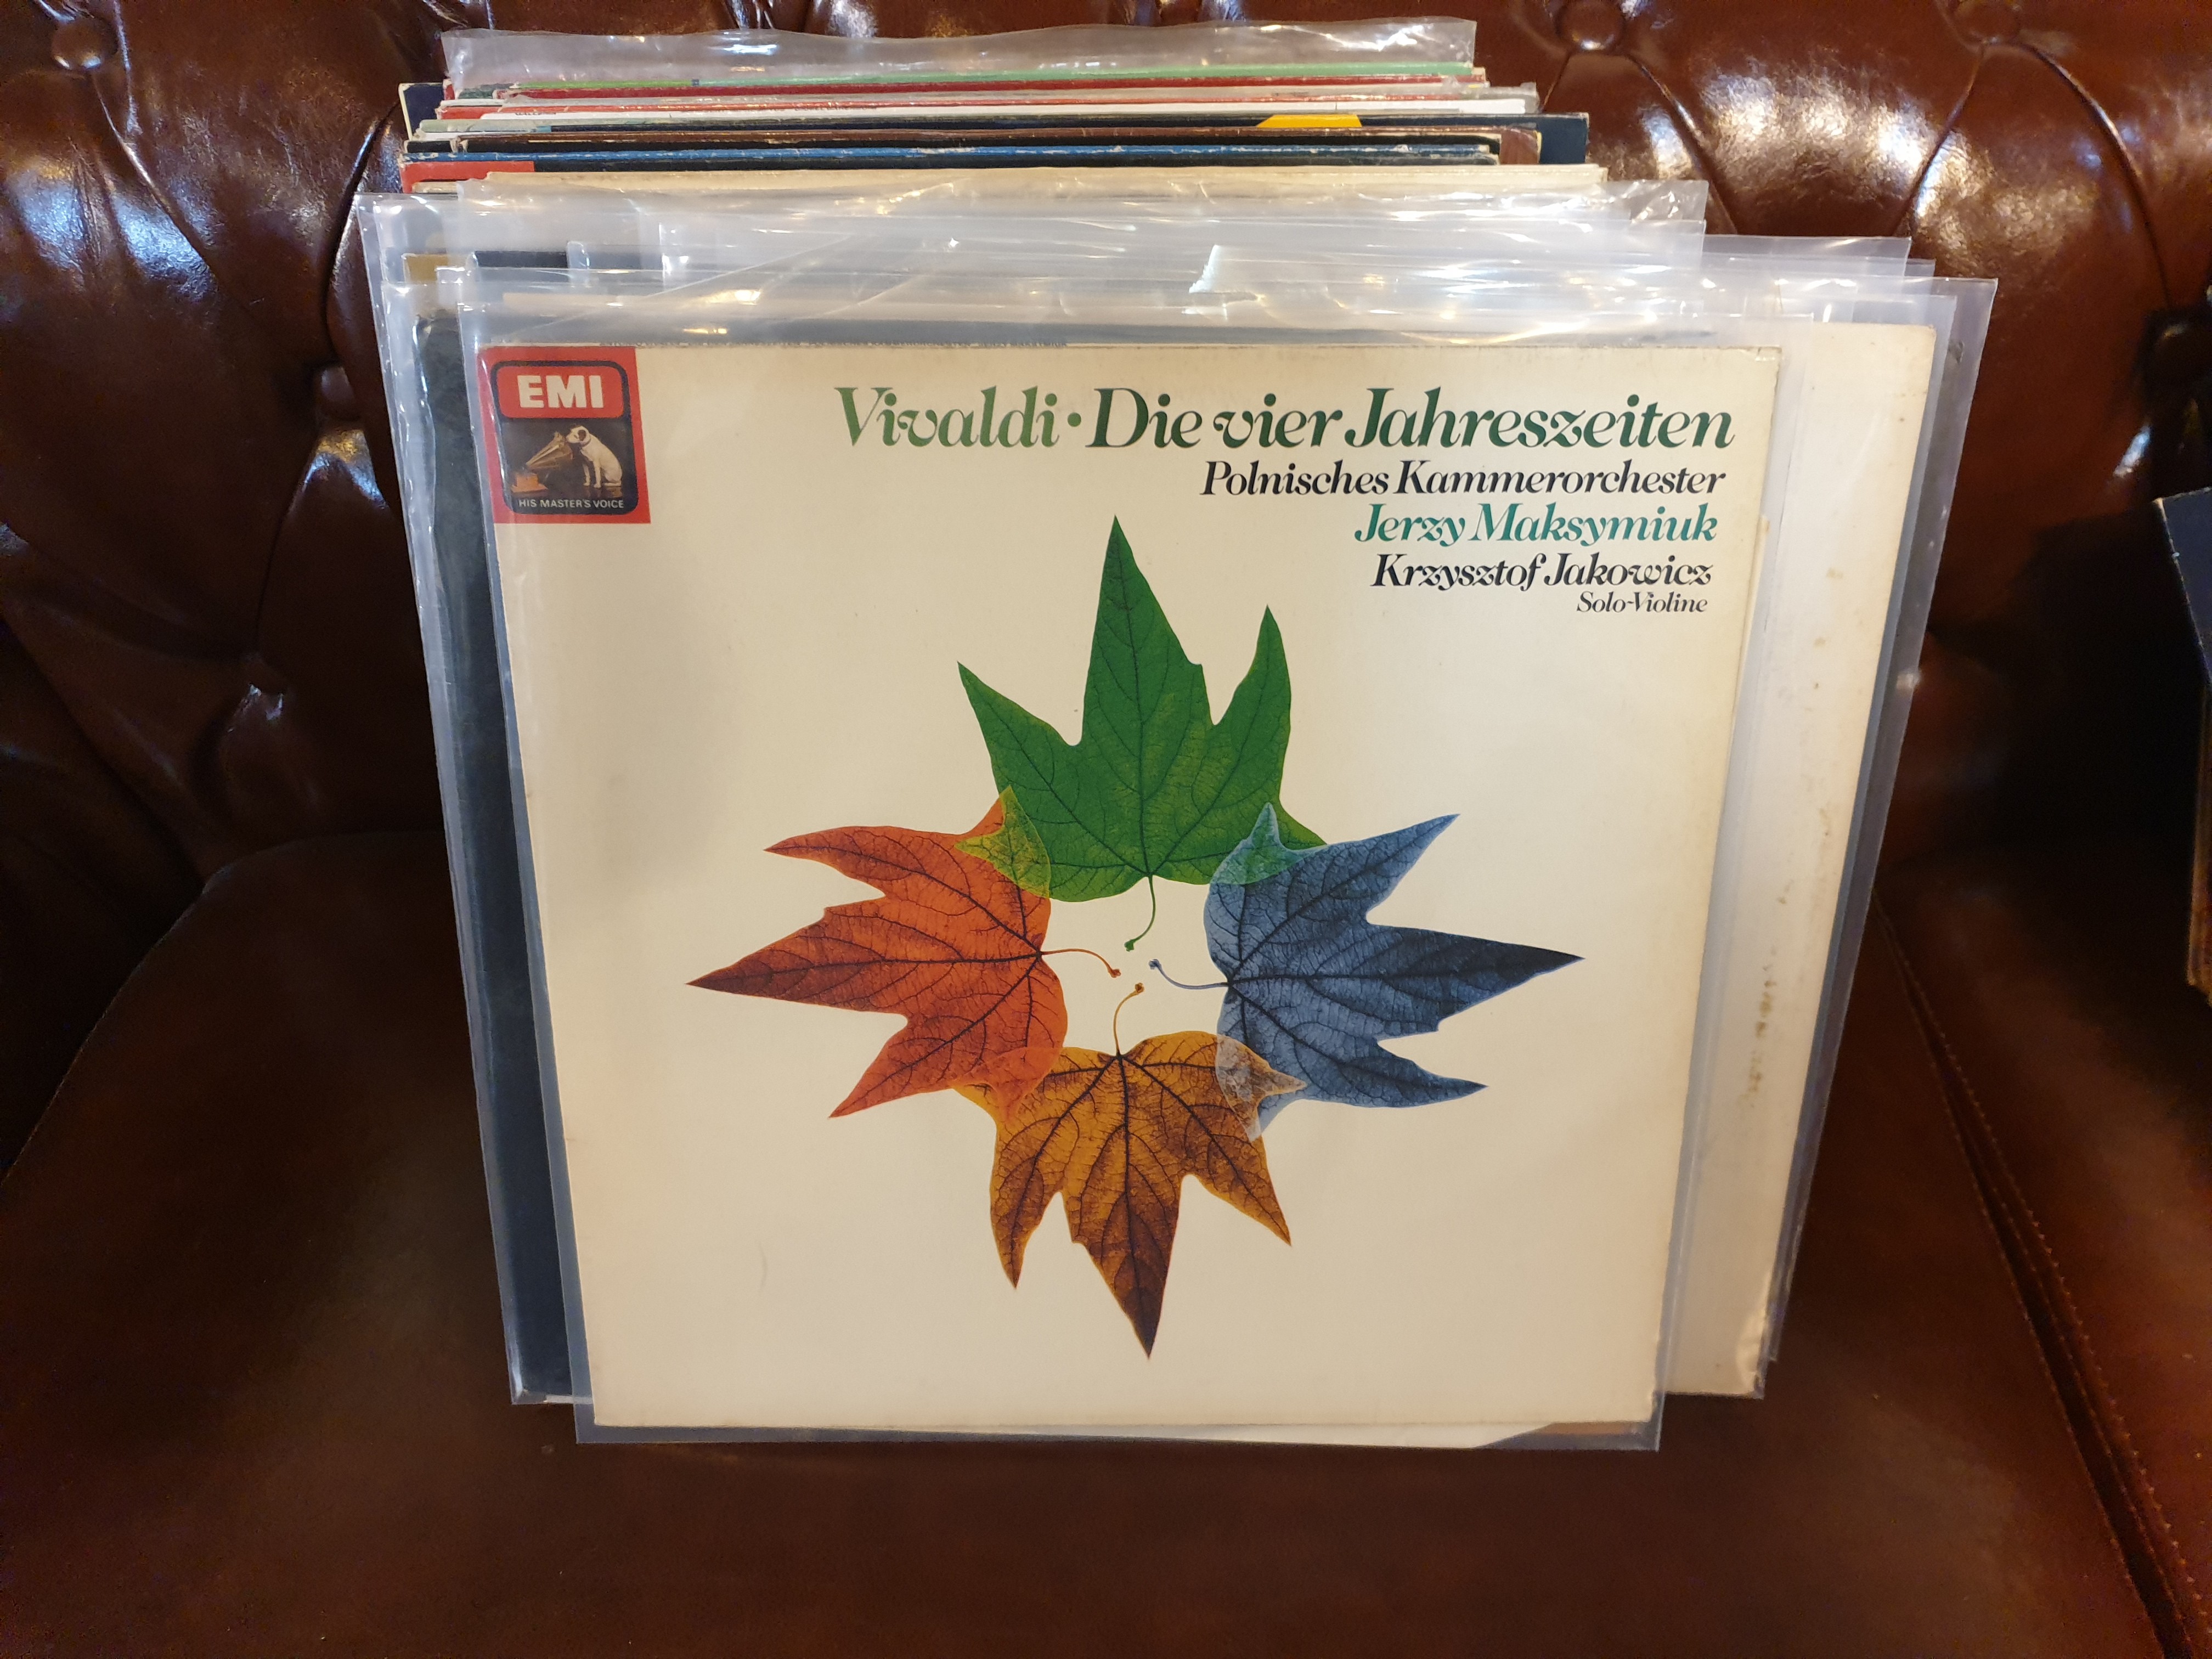 EMI
HIS MASTER'S VOICE
Vivaldi · Die vier Jahreszeiten
Polnisches Kammerorchester
Jerzy Maksymiuk
Krzysztof Jakowicz
Solo-Violine